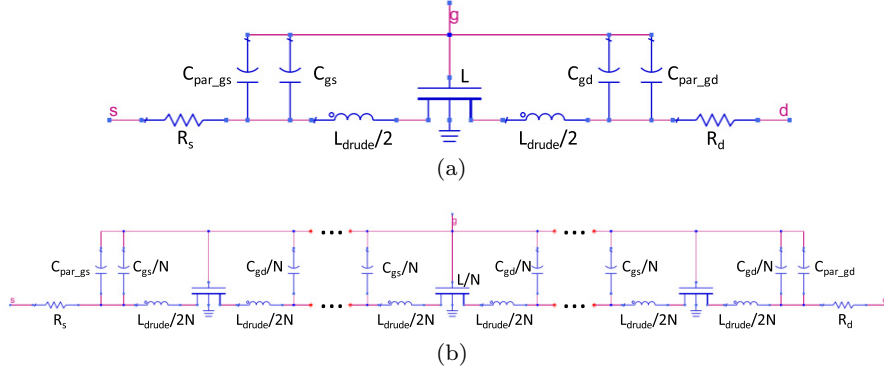 g
C_par_gs C_gs L C_gd C_par_gd
s d
R_s L_drude/2 L_drude/2 R_d
(a)
g
C_par_gs C_gs/N C_gd/N C_gs/N L/N C_gd/N C_gs/N C_gd/N C_par_gd
s
R_s L_drude/2N L_drude/2N L_drude/2N L_drude/2N L_drude/2N L_drude/2N R_d
(b)